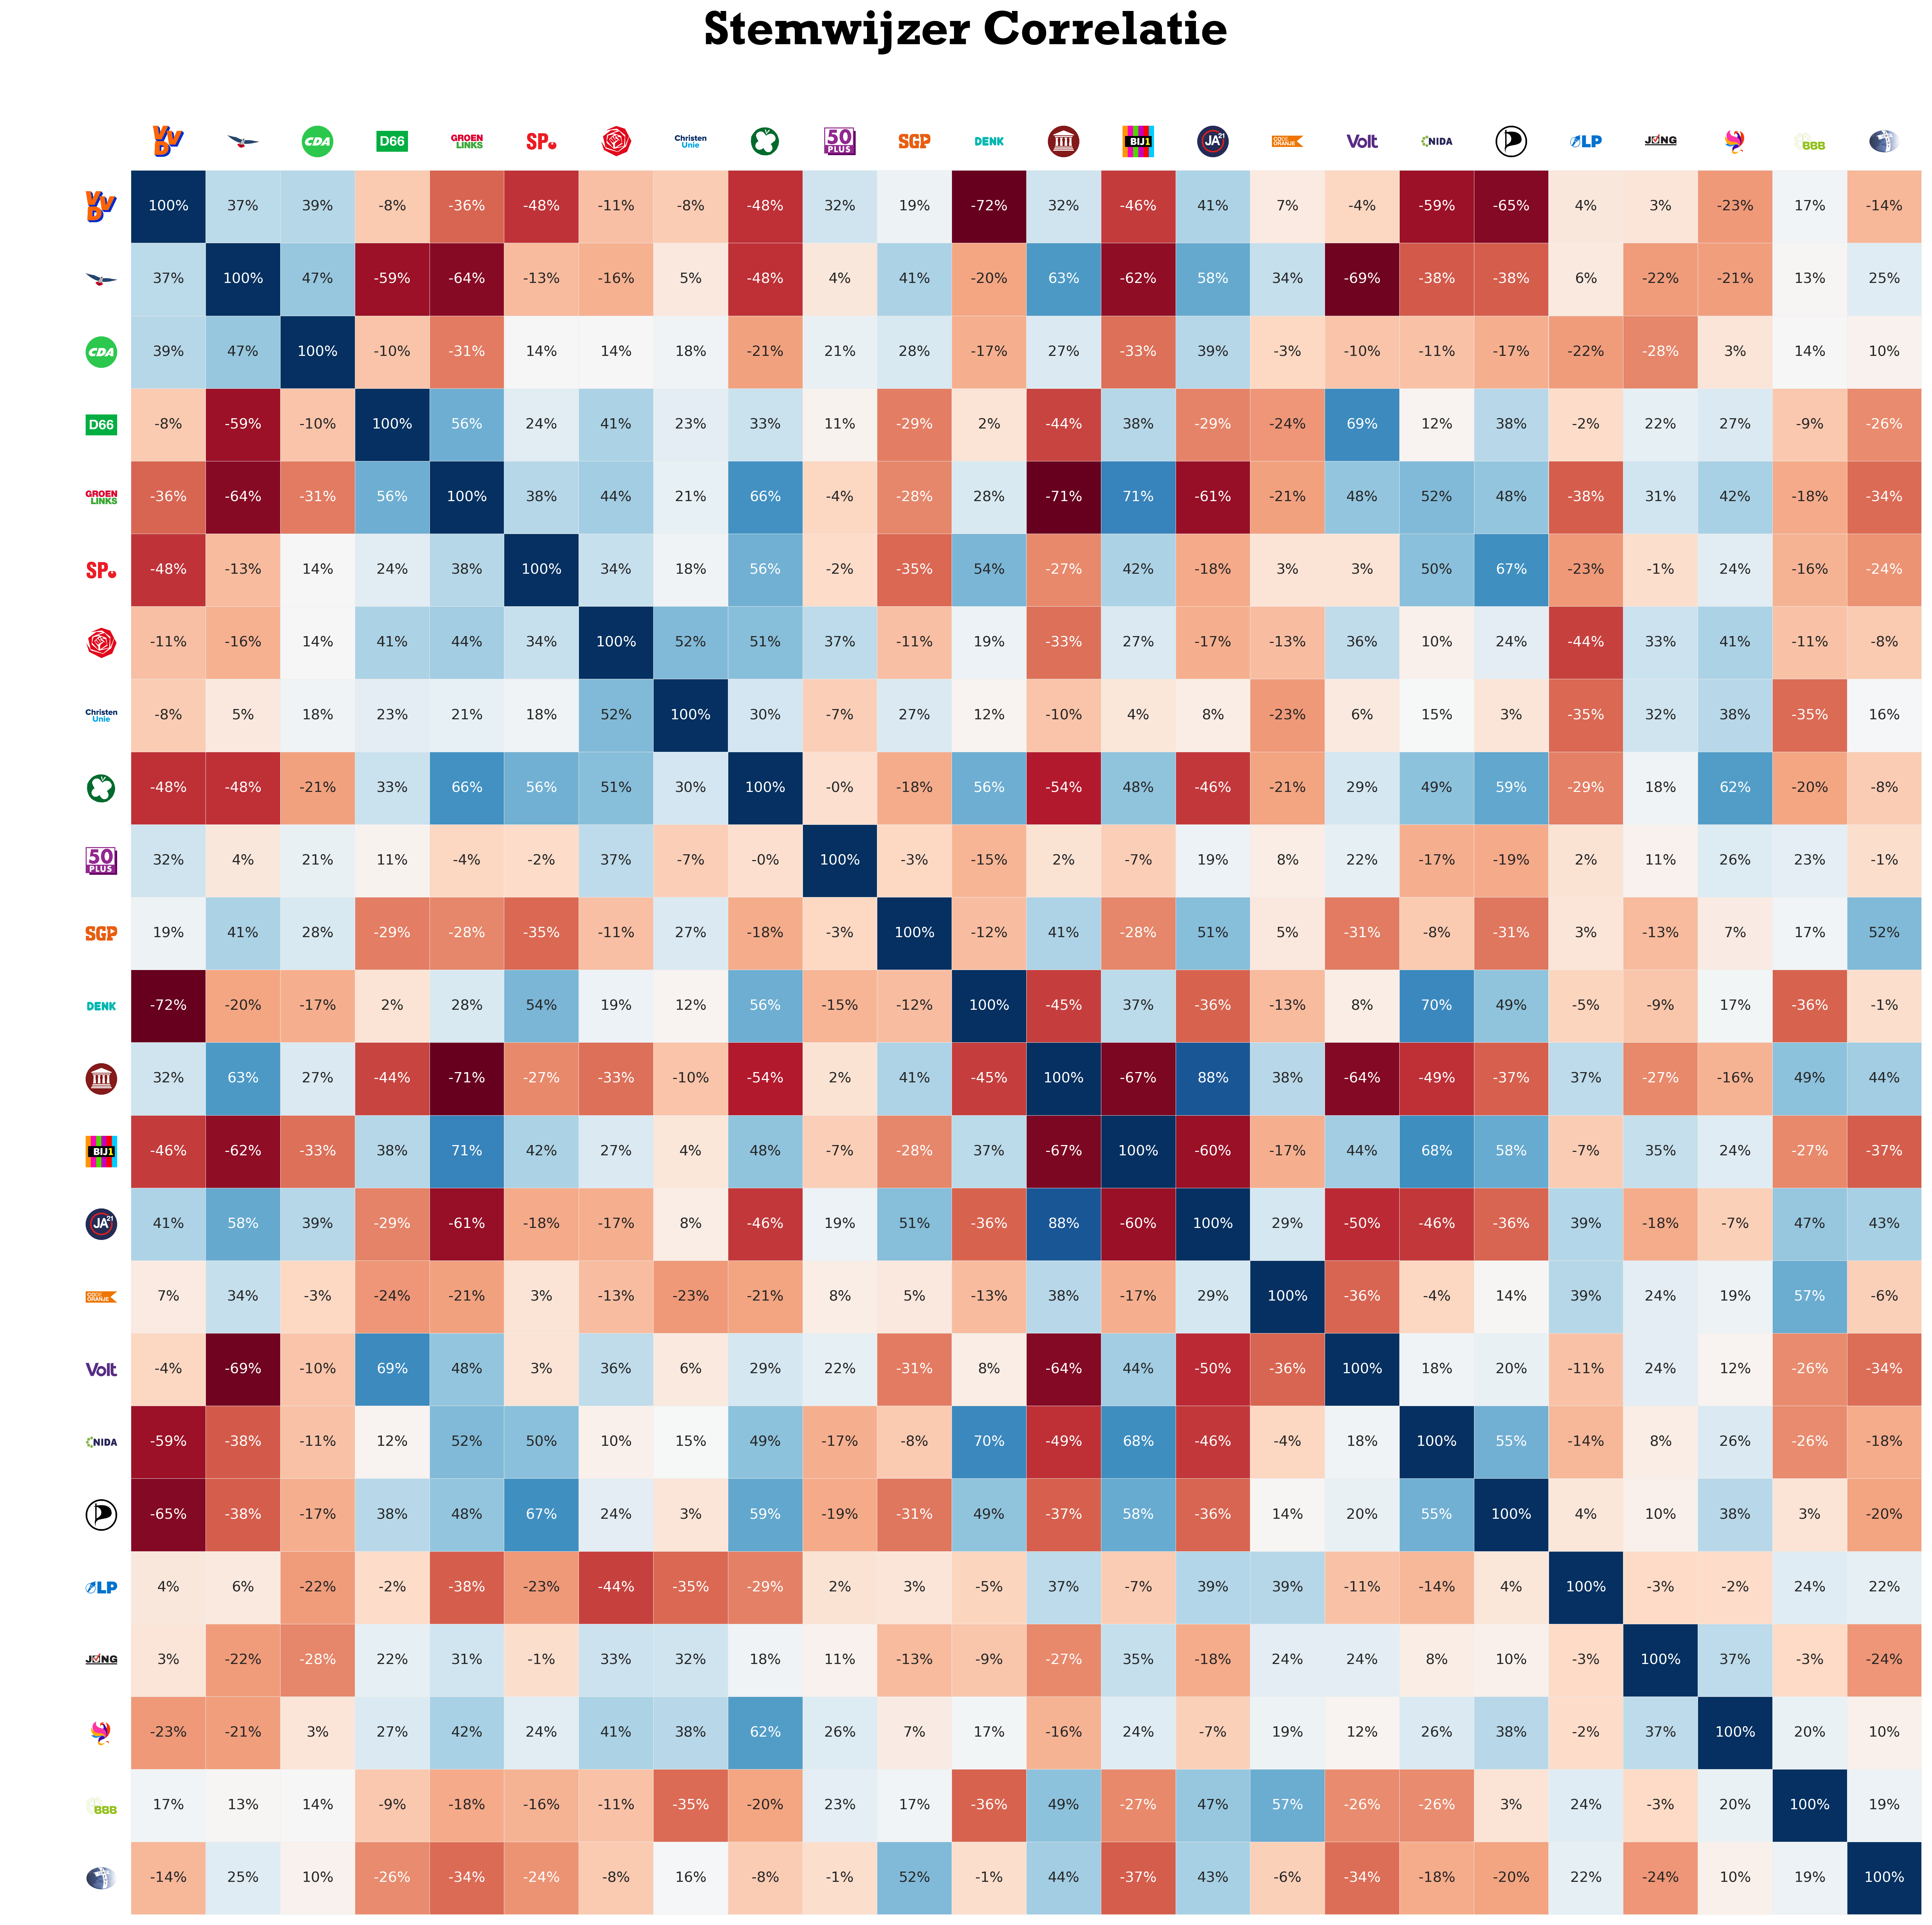 Stemwijzer Correlatie
VVD CDA D66 GROEN LINKS SP. Christen Unie 50 PLUS SGP DENK BIJ1 JA21 CODE ORANJE Volt NIDA LP JONG BBB
VVD 100% 37% 39% -8% -36% -48% -11% -8% -48% 32% 19% -72% 32% -46% 41% 7% -4% -59% -65% 4% 3% -23% 17% -14%
37% 100% 47% -59% -64% -13% -16% 5% -48% 4% 41% -20% 63% -62% 58% 34% -69% -38% -38% 6% -22% -21% 13% 25%
CDA 39% 47% 100% -10% -31% 14% 14% 18% -21% 21% 28% -17% 27% -33% 39% -3% -10% -11% -17% -22% -28% 3% 14% 10%
D66 -8% -59% -10% 100% 56% 24% 41% 23% 33% 11% -29% 2% -44% 38% -29% -24% 69% 12% 38% -2% 22% 27% -9% -26%
GROEN LINKS -36% -64% -31% 56% 100% 38% 44% 21% 66% -4% -28% 28% -71% 71% -61% -21% 48% 52% 48% -38% 31% 42% -18% -34%
SP. -48% -13% 14% 24% 38% 100% 34% 18% 56% -2% -35% 54% -27% 42% -18% 3% 3% 50% 67% -23% -1% 24% -16% -24%
-11% -16% 14% 41% 44% 34% 100% 52% 51% 37% -11% 19% -33% 27% -17% -13% 36% 10% 24% -44% 33% 41% -11% -8%
Christen Unie -8% 5% 18% 23% 21% 18% 52% 100% 30% -7% 27% 12% -10% 4% 8% -23% 6% 15% 3% -35% 32% 38% -35% 16%
-48% -48% -21% 33% 66% 56% 51% 30% 100% -0% -18% 56% -54% 48% -46% -21% 29% 49% 59% -29% 18% 62% -20% -8%
50 PLUS 32% 4% 21% 11% -4% -2% 37% -7% -0% 100% -3% -15% 2% -7% 19% 8% 22% -17% -19% 2% 11% 26% 23% -1%
SGP 19% 41% 28% -29% -28% -35% -11% 27% -18% -3% 100% -12% 41% -28% 51% 5% -31% -8% -31% 3% -13% 7% 17% 52%
DENK -72% -20% -17% 2% 28% 54% 19% 12% 56% -15% -12% 100% -45% 37% -36% -13% 8% 70% 49% -5% -9% 17% -36% -1%
32% 63% 27% -44% -71% -27% -33% -10% -54% 2% 41% -45% 100% -67% 88% 38% -64% -49% -37% 37% -27% -16% 49% 44%
BIJ1 -46% -62% -33% 38% 71% 42% 27% 4% 48% -7% -28% 37% -67% 100% -60% -17% 44% 68% 58% -7% 35% 24% -27% -37%
JA21 41% 58% 39% -29% -61% -18% -17% 8% -46% 19% 51% -36% 88% -60% 100% 29% -50% -46% -36% 39% -18% -7% 47% 43%
CODE ORANJE 7% 34% -3% -24% -21% 3% -13% -23% -21% 8% 5% -13% 38% -17% 29% 100% -36% -4% 14% 39% 24% 19% 57% -6%
Volt -4% -69% -10% 69% 48% 3% 36% 6% 29% 22% -31% 8% -64% 44% -50% -36% 100% 18% 20% -11% 24% 12% -26% -34%
NIDA -59% -38% -11% 12% 52% 50% 10% 15% 49% -17% -8% 70% -49% 68% -46% -4% 18% 100% 55% -14% 8% 26% -26% -18%
-65% -38% -17% 38% 48% 67% 24% 3% 59% -19% -31% 49% -37% 58% -36% 14% 20% 55% 100% 4% 10% 38% 3% -20%
LP 4% 6% -22% -2% -38% -23% -44% -35% -29% 2% 3% -5% 37% -7% 39% 39% -11% -14% 4% 100% -3% -2% 24% 22%
JONG 3% -22% -28% 22% 31% -1% 33% 32% 18% 11% -13% -9% -27% 35% -18% 24% 24% 8% 10% -3% 100% 37% -3% -24%
-23% -21% 3% 27% 42% 24% 41% 38% 62% 26% 7% 17% -16% 24% -7% 19% 12% 26% 38% -2% 37% 100% 20% 10%
BBB 17% 13% 14% -9% -18% -16% -11% -35% -20% 23% 17% -36% 49% -27% 47% 57% -26% -26% 3% 24% -3% 20% 100% 19%
-14% 25% 10% -26% -34% -24% -8% 16% -8% -1% 52% -1% 44% -37% 43% -6% -34% -18% -20% 22% -24% 10% 19% 100%